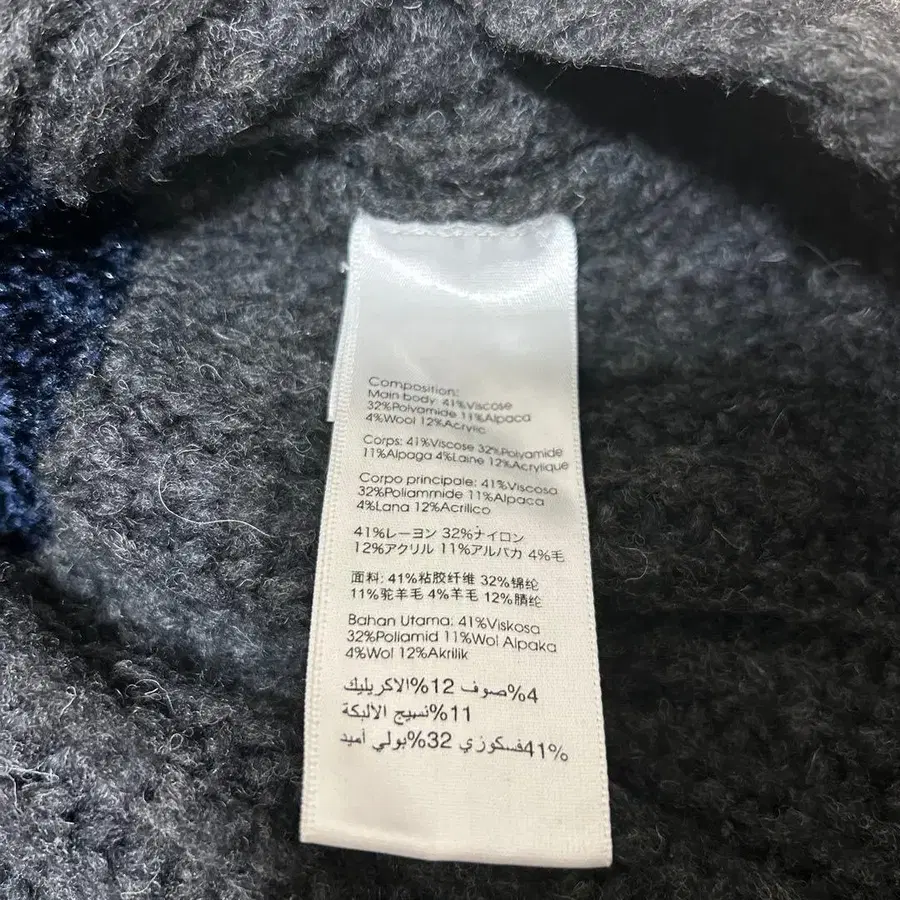 Composition:
Main body: 41%Viscose
32%Polyamide 11%Alpaca
4%Wool 12%Acrylic
Corps: 41%Viscose 32%Polyamide
11%Alpaga 4%Laine 12%Acrylique
Corpo principale: 41%Viscosa
32%Poliammide 11%Alpaca
4%Lana 12%Acrilico
41%レーヨン 32%ナイロン
12%アクリル 11%アルパカ 4%毛
面料: 41%粘胶纤维 32%锦纶
11%驼羊毛 4%羊毛 12%腈纶
Bahan Utama: 41%Viskosa
32%Poliamid 11%Wol Alpaka
4%Wol 12%Akrilik
4%صوف 12%الاكريليك
11%نسيج الألبكة
41%فسكوزي 32%بولي أميد